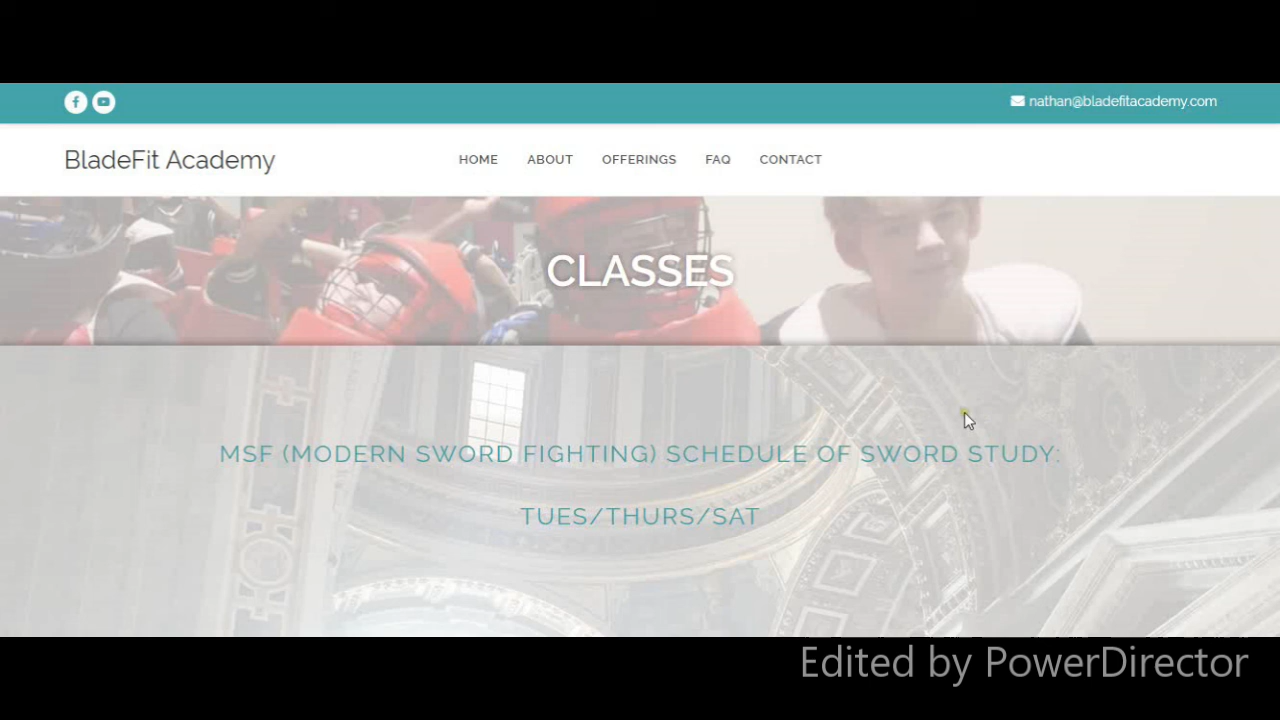 nathan@bladefitacademy.com
BladeFit Academy
HOME ABOUT OFFERINGS FAQ CONTACT
CLASSES
MSF (MODERN SWORD FIGHTING) SCHEDULE OF SWORD STUDY:
TUES/THURS/SAT
Edited by PowerDirector